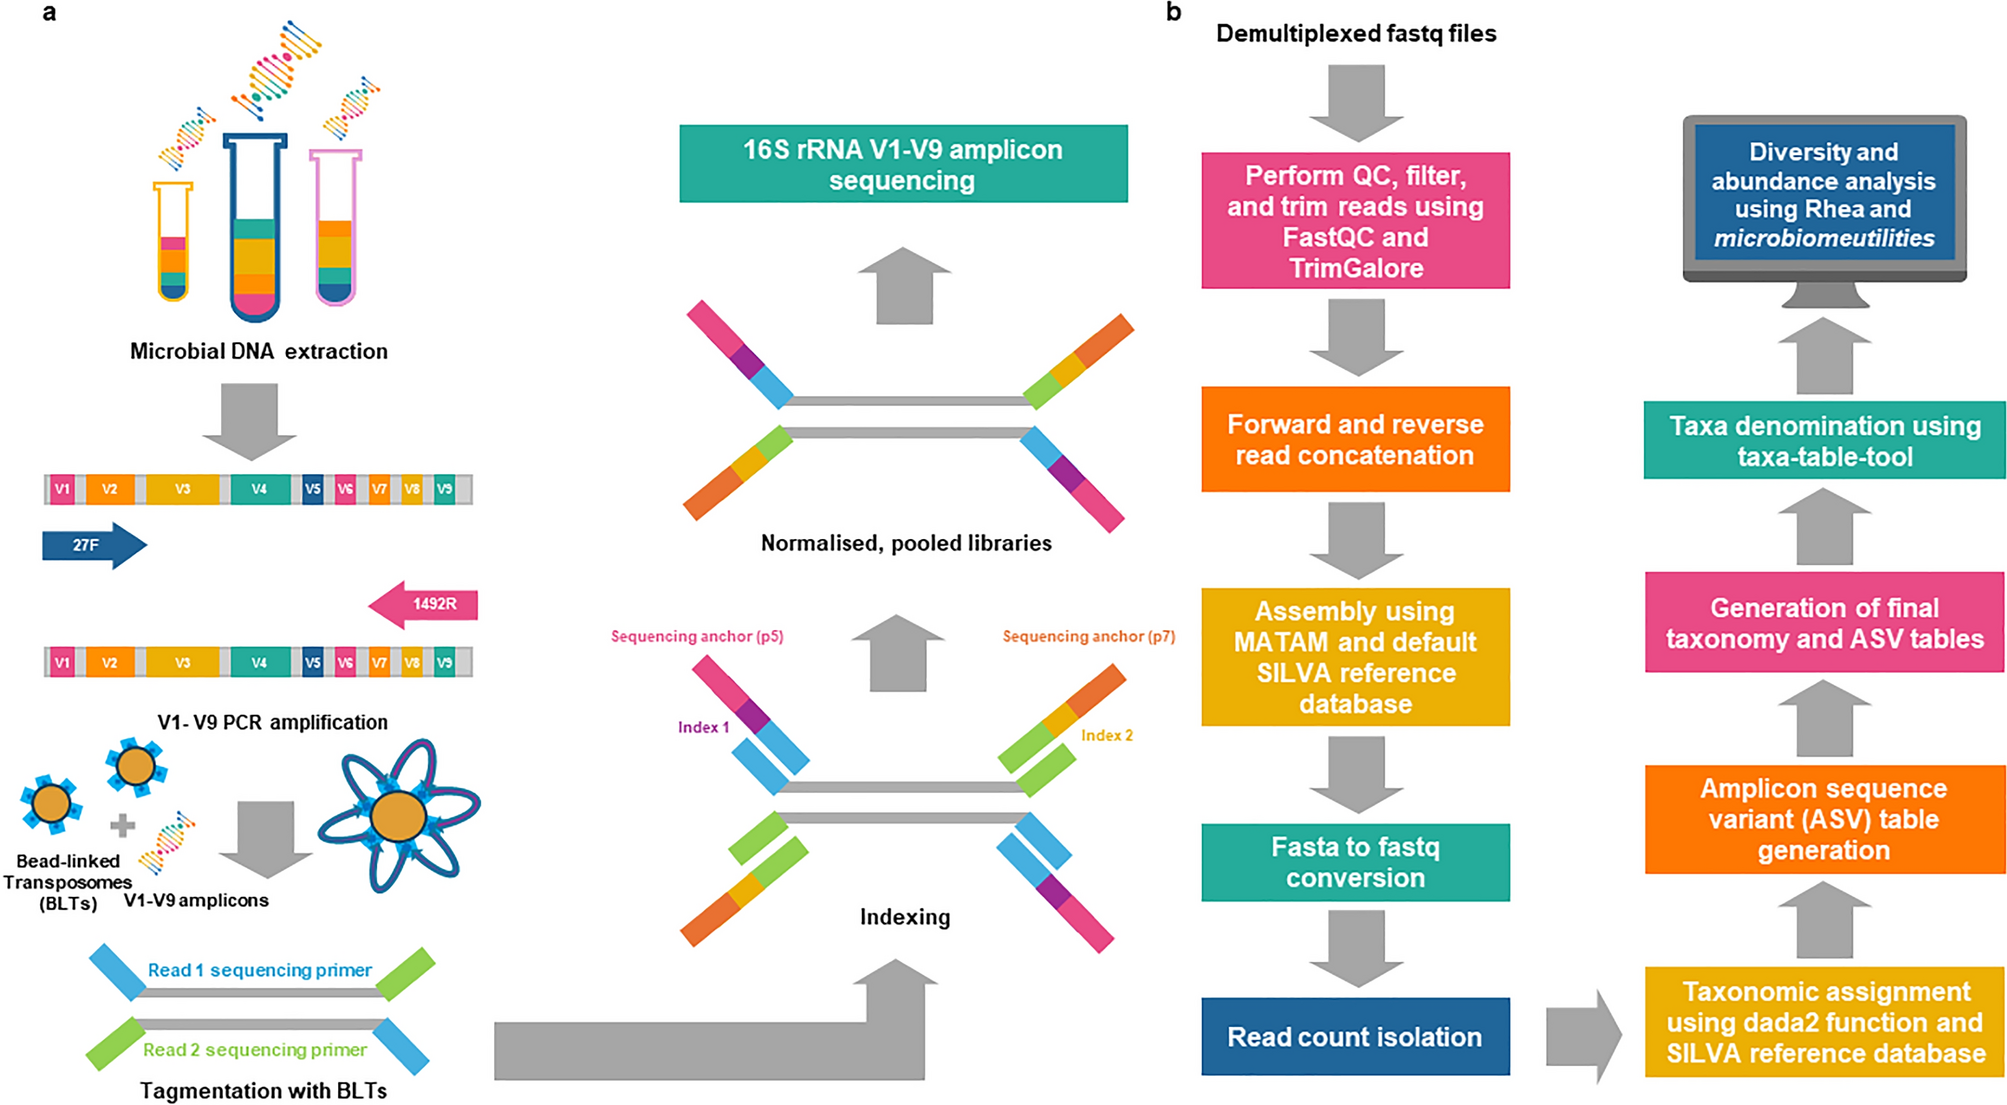 a
Microbial DNA extraction
V1 V2 V3 V4 V5 V6 V7 V8 V9
27F
1492R
V1 V2 V3 V4 V5 V6 V7 V8 V9
V1- V9 PCR amplification
Bead-linked
Transposomes
(BLTs)
V1-V9 amplicons
Read 1 sequencing primer
Read 2 sequencing primer
Tagmentation with BLTs
16S rRNA V1-V9 amplicon
sequencing
Normalised, pooled libraries
Sequencing anchor (p5)
Sequencing anchor (p7)
Index 1
Index 2
Indexing
b
Demultiplexed fastq files
Perform QC, filter,
and trim reads using
FastQC and
TrimGalore
Forward and reverse
read concatenation
Assembly using
MATAM and default
SILVA reference
database
Fasta to fastq
conversion
Read count isolation
Taxonomic assignment
using dada2 function and
SILVA reference database
Amplicon sequence
variant (ASV) table
generation
Generation of final
taxonomy and ASV tables
Taxa denomination using
taxa-table-tool
Diversity and
abundance analysis
using Rhea and
microbiomeutilities